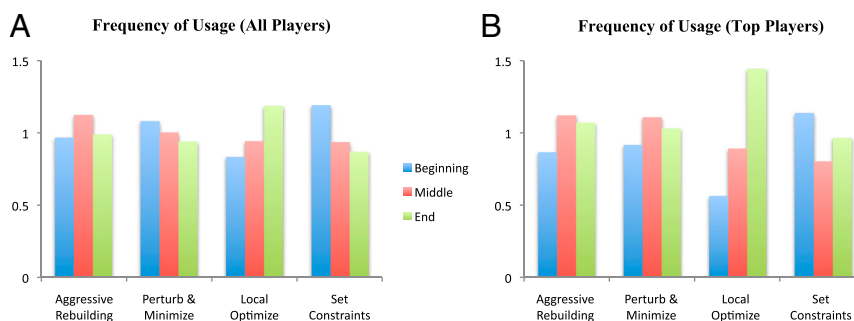 A
Frequency of Usage (All Players)
1.5
1
0.5
0
Aggressive
Rebuilding
Perturb &
Minimize
Local
Optimize
Set
Constraints
Beginning
Middle
End
B
Frequency of Usage (Top Players)
1.5
1
0.5
0
Aggressive
Rebuilding
Perturb &
Minimize
Local
Optimize
Set
Constraints